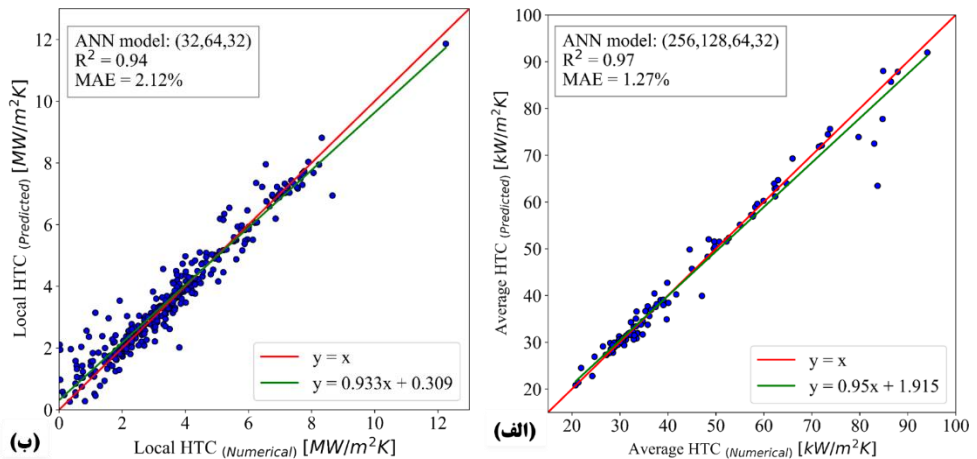 ANN model: (32,64,32)
R² = 0.94
MAE = 2.12%
Local HTC (Predicted) [MW/m²K]
12
10
8
6
4
2
0
y = x
y = 0.933x + 0.309
0 2 4 6 8 10 12
Local HTC (Numerical) [MW/m²K]
(ب)
ANN model: (256,128,64,32)
R² = 0.97
MAE = 1.27%
Average HTC (Predicted) [kW/m²K]
100
90
80
70
60
50
40
30
20
y = x
y = 0.95x + 1.915
20 30 40 50 60 70 80 90 100
Average HTC (Numerical) [kW/m²K]
(الف)